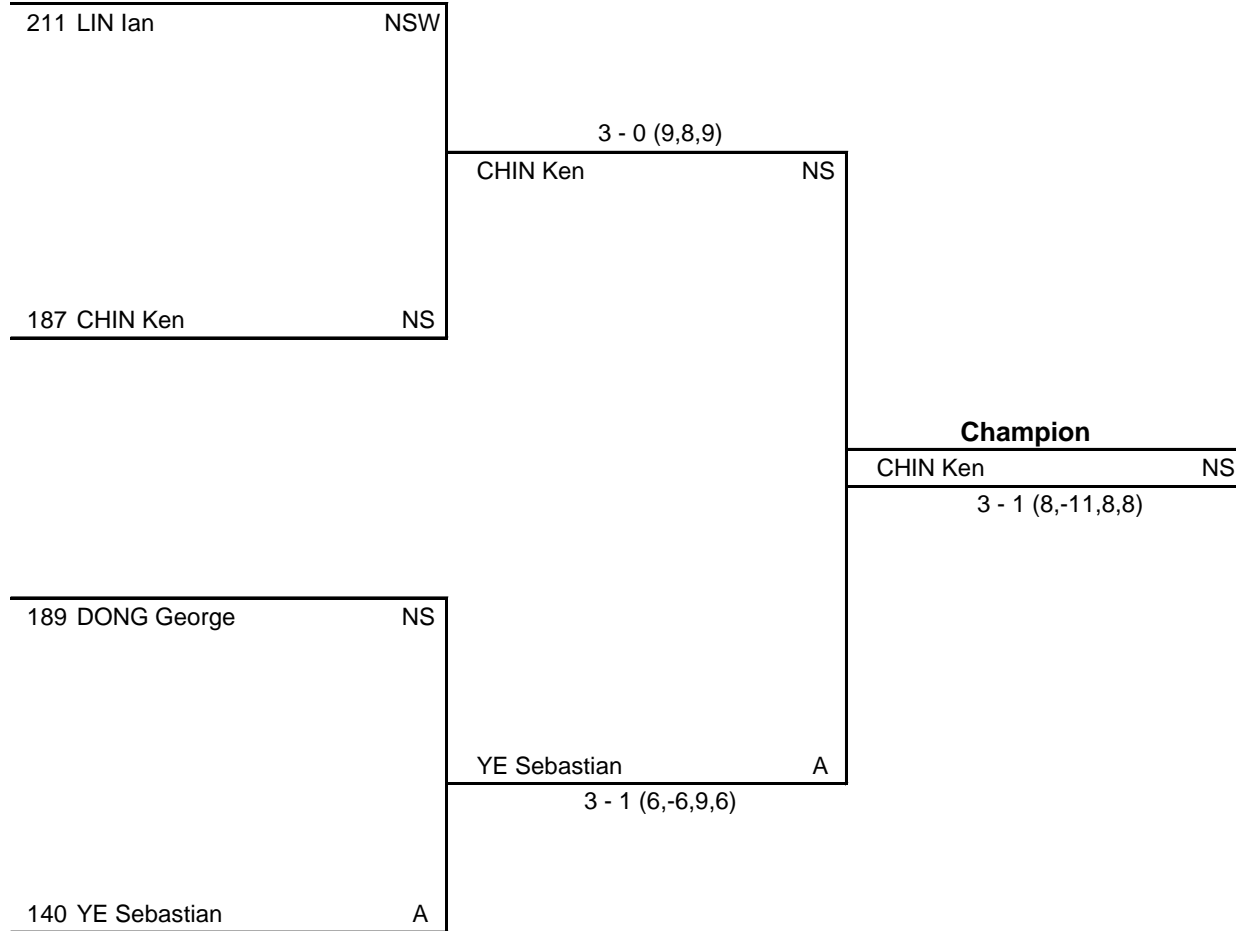 211 LIN Ian NSW
3 - 0 (9,8,9)
CHIN Ken NS
187 CHIN Ken NS
Champion
CHIN Ken NS
3 - 1 (8,-11,8,8)
189 DONG George NS
YE Sebastian A
3 - 1 (6,-6,9,6)
140 YE Sebastian A